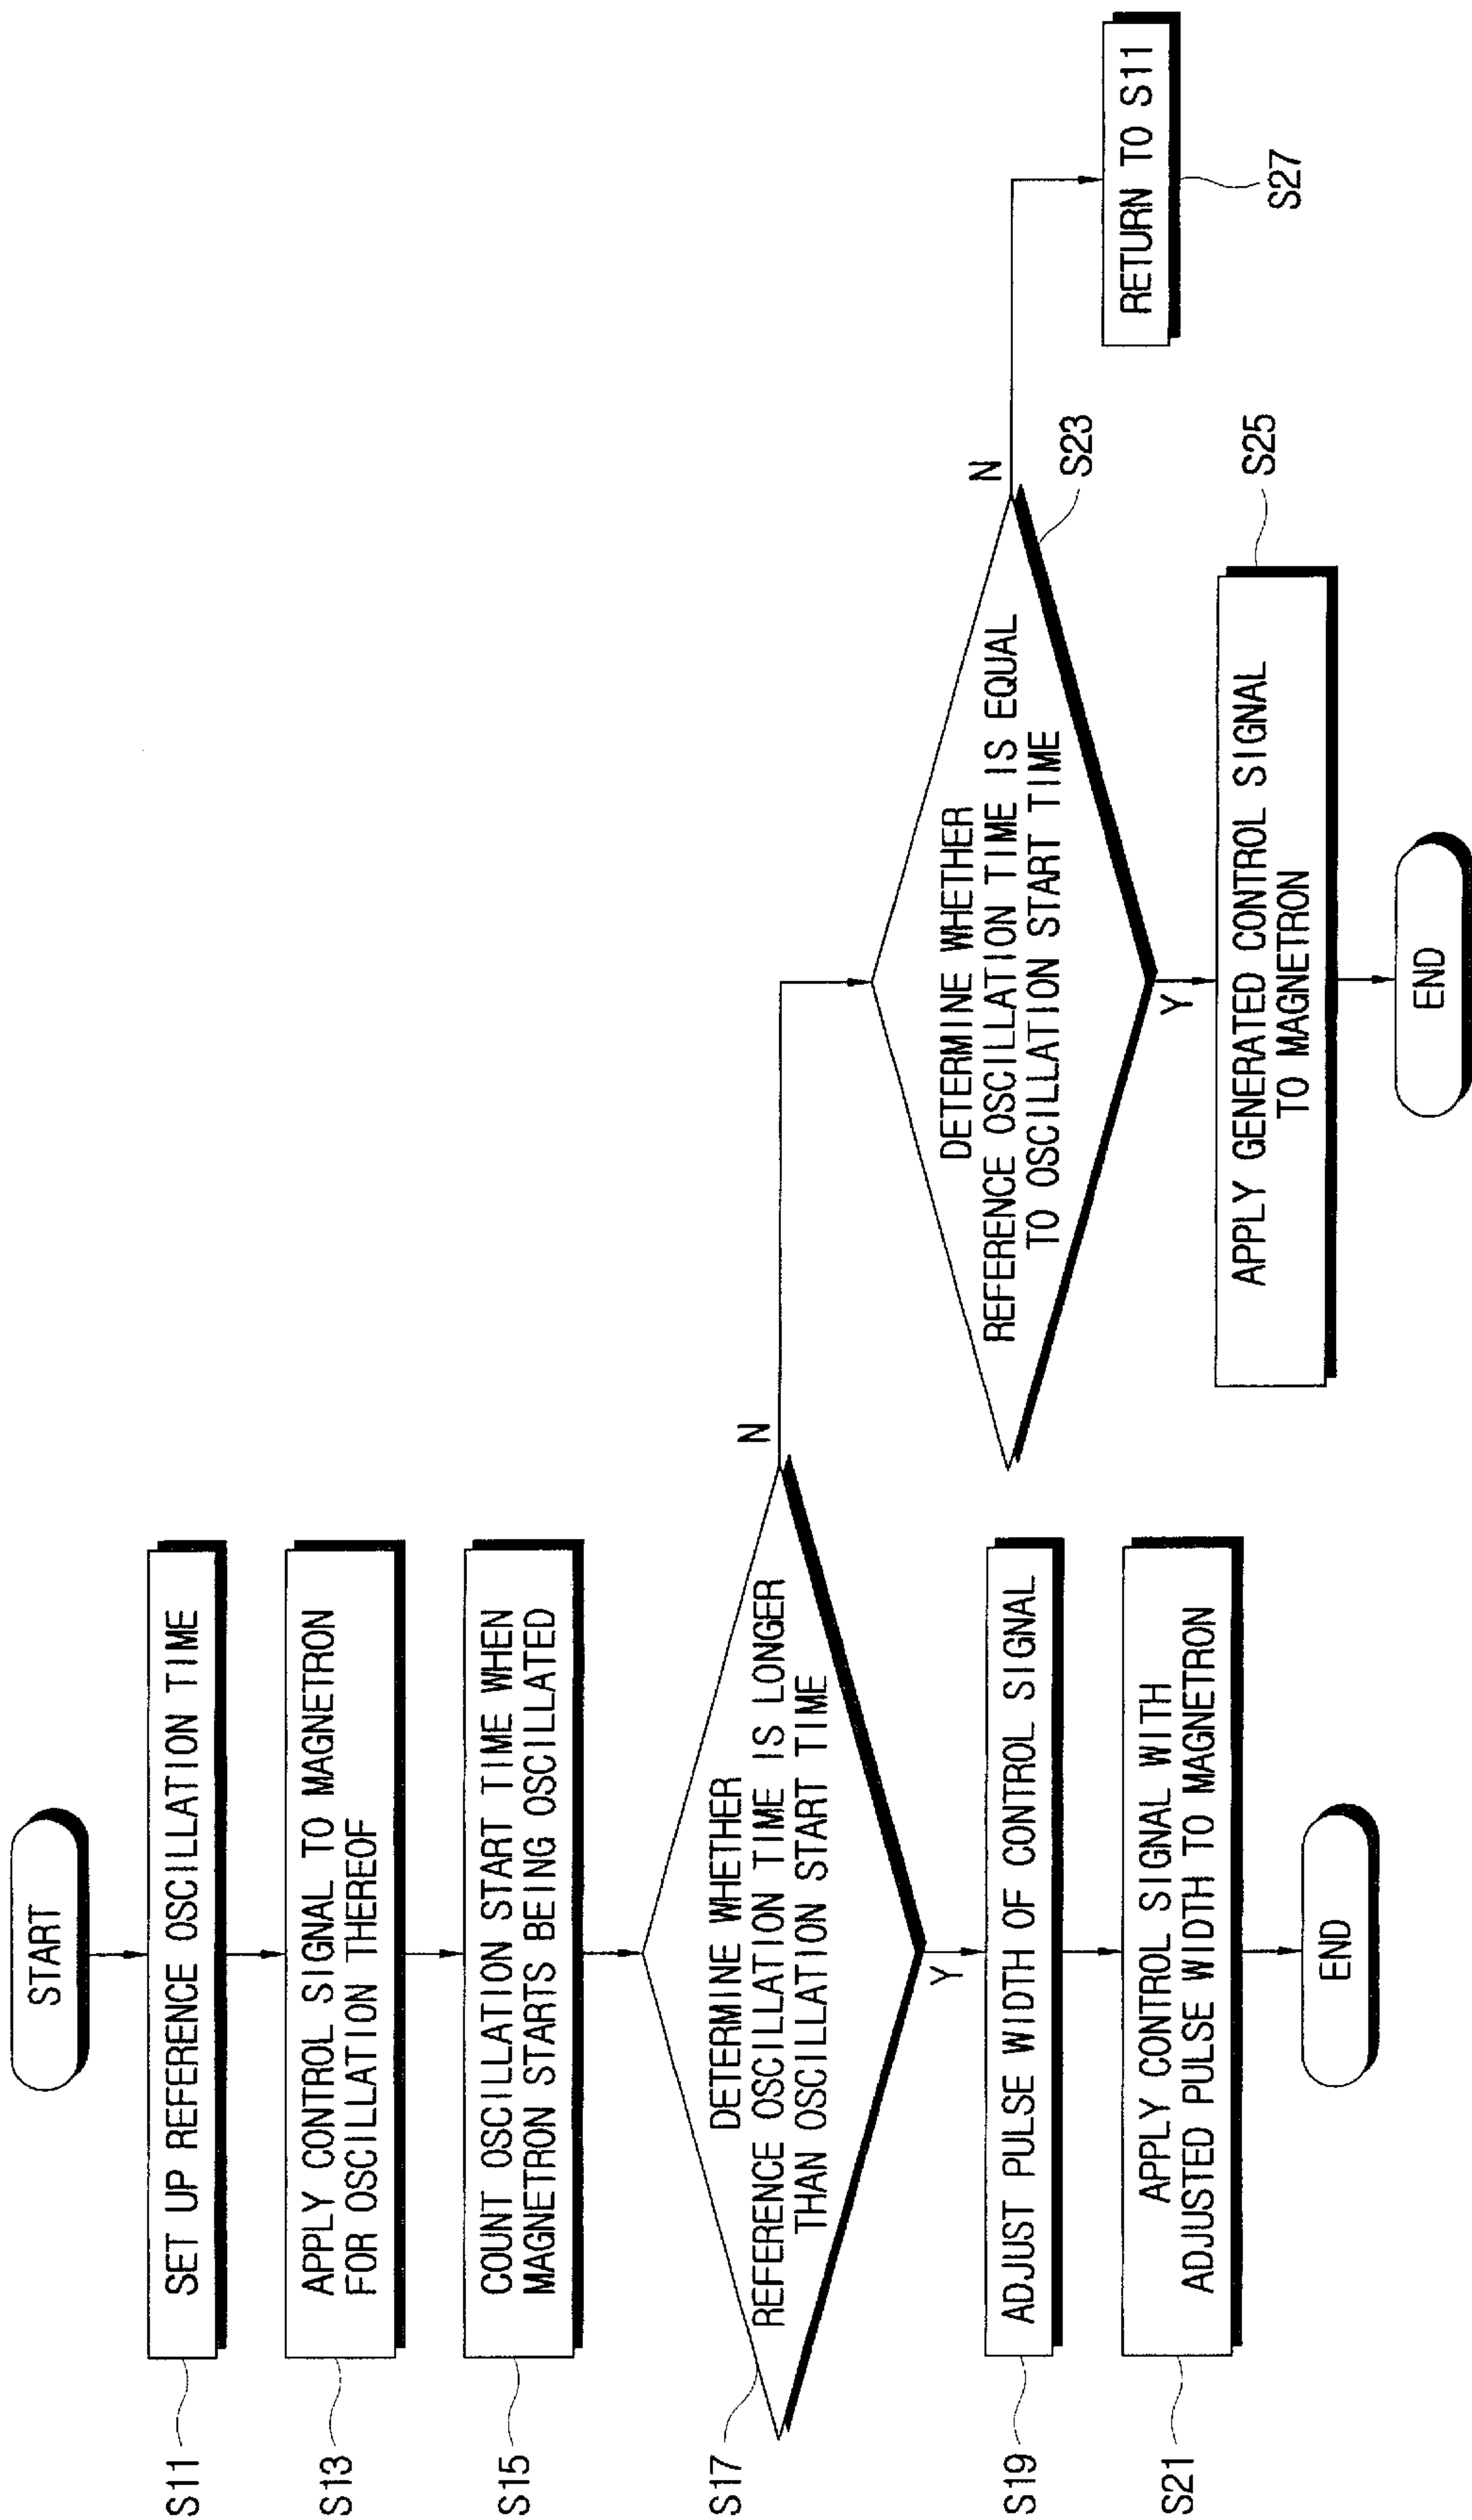 START
S11
SET UP REFERENCE OSCILLATION TIME
S13
APPLY CONTROL SIGNAL TO MAGNETRON
FOR OSCILLATION THEREOF
S15
COUNT OSCILLATION START TIME WHEN
MAGNETRON STARTS BEING OSCILLATED
S17
DETERMINE WHETHER
REFERENCE OSCILLATION TIME IS LONGER
THAN OSCILLATION START TIME
N
Y
S19
ADJUST PULSE WIDTH OF CONTROL SIGNAL
S21
APPLY CONTROL SIGNAL WITH
ADJUSTED PULSE WIDTH TO MAGNETRON
END
DETERMINE WHETHER
REFERENCE OSCILLATION TIME IS EQUAL
TO OSCILLATION START TIME
N
S23
Y
APPLY GENERATED CONTROL SIGNAL
TO MAGNETRON
S25
END
RETURN TO S11
S27